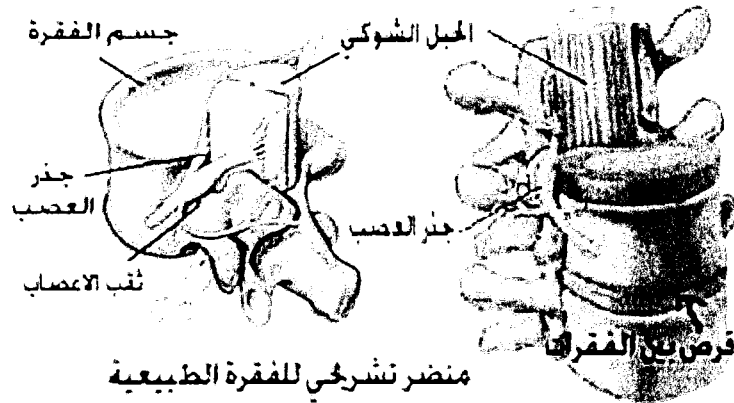 جسم الفقرة
الحبل الشوكي
جذر
العصب
جذر العصب
ثقب الاعصاب
قرص بين الفقرات
منضر تشريحي للفقرة الطبيعية